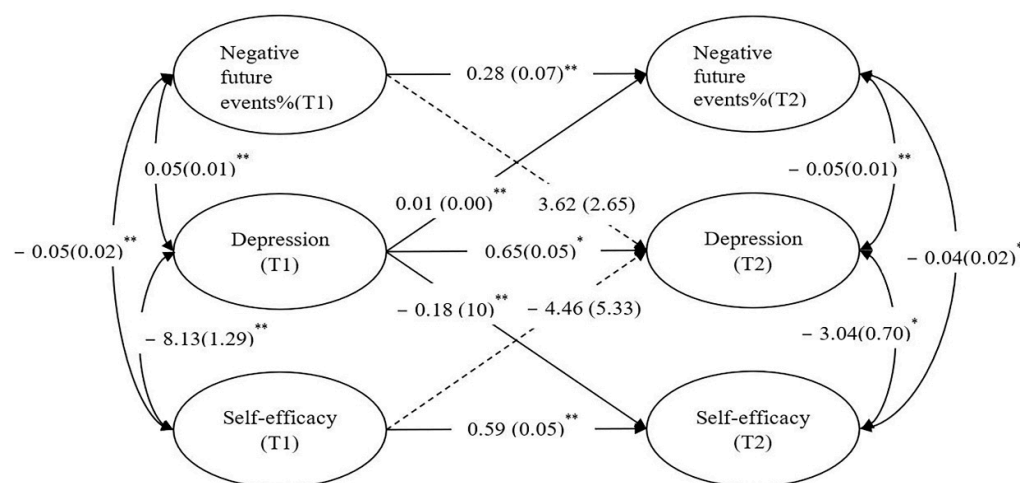 Negative
future
events%(T1)
Negative
future
events%(T2)
0.28 (0.07)**
0.05(0.01)**
– 0.05(0.01)**
0.01 (0.00)**
3.62 (2.65)
Depression
(T1)
Depression
(T2)
0.65(0.05)*
– 0.05(0.02)**
– 0.04(0.02)*
– 0.18 (10)**
– 4.46 (5.33)
– 8.13(1.29)**
– 3.04(0.70)*
Self-efficacy
(T1)
Self-efficacy
(T2)
0.59 (0.05)**